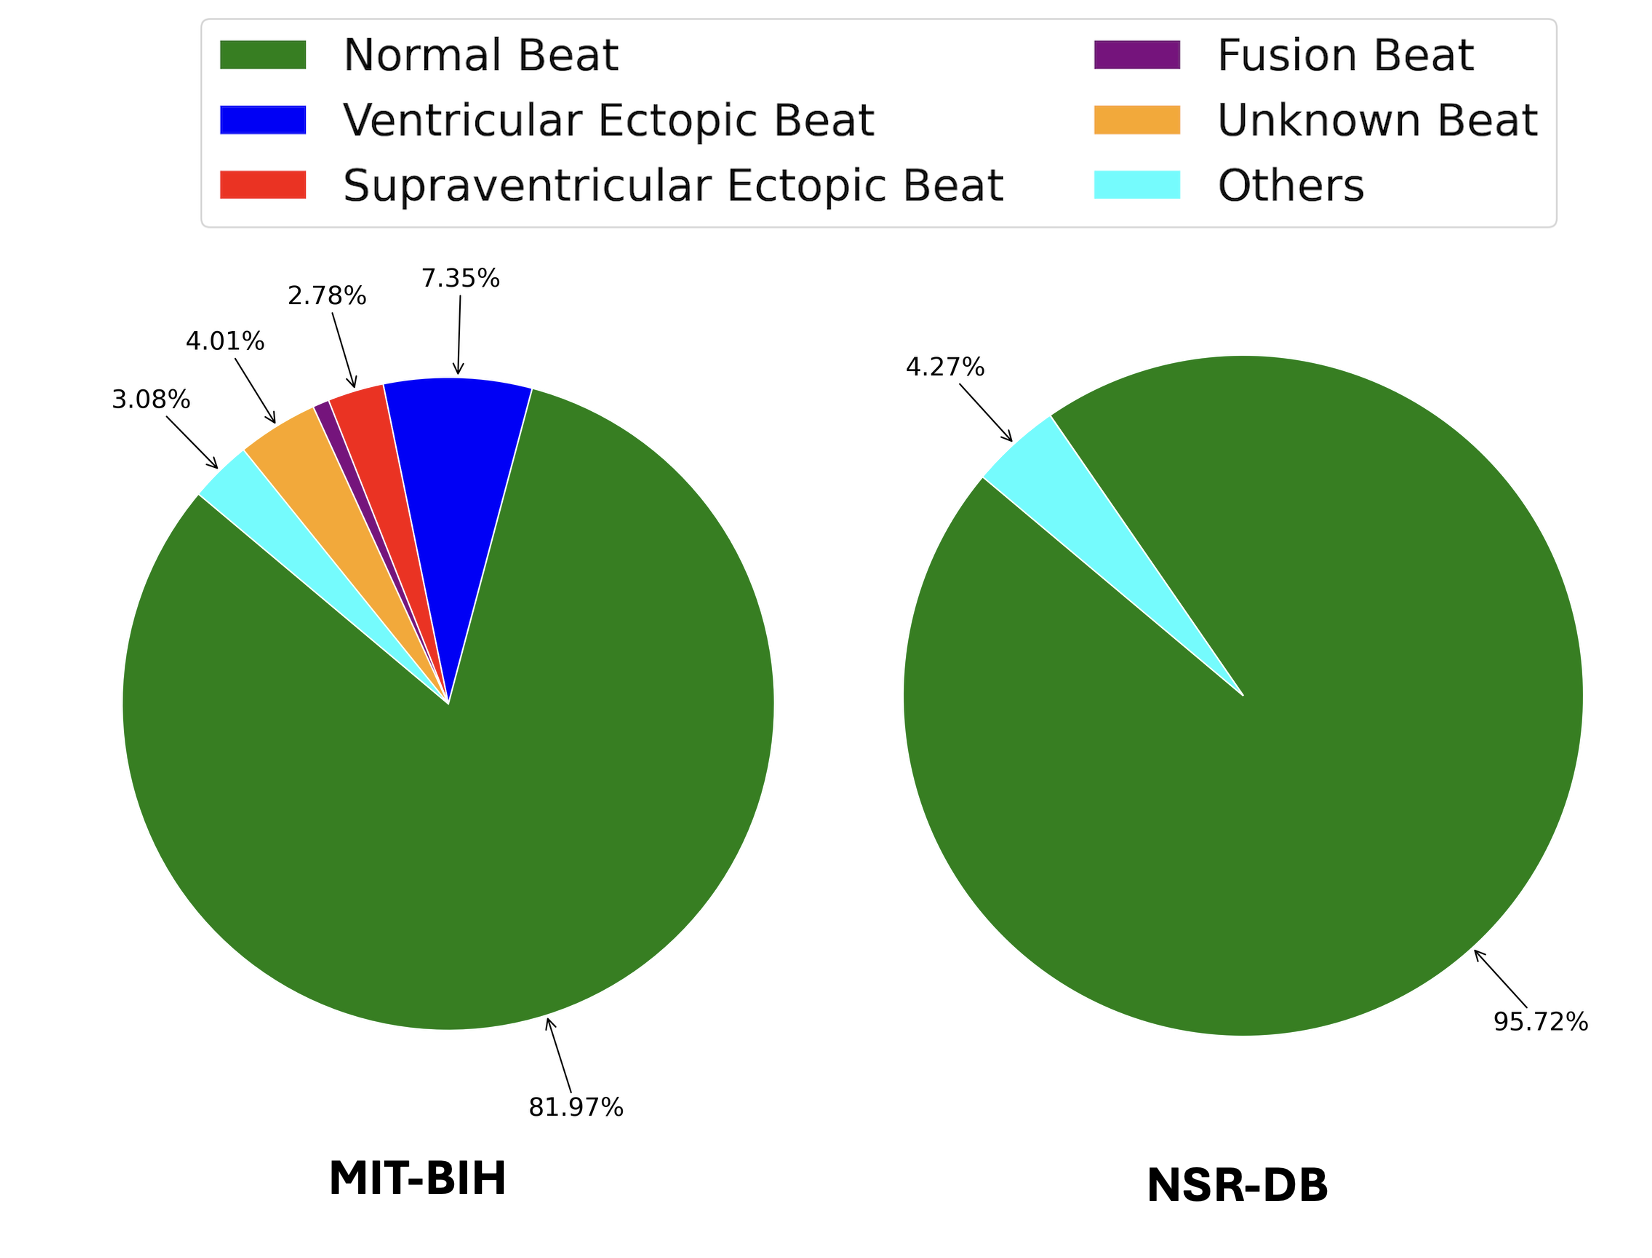 Normal Beat
Ventricular Ectopic Beat
Supraventricular Ectopic Beat
Fusion Beat
Unknown Beat
Others
7.35%
2.78%
4.01%
3.08%
81.97%
MIT-BIH
4.27%
95.72%
NSR-DB